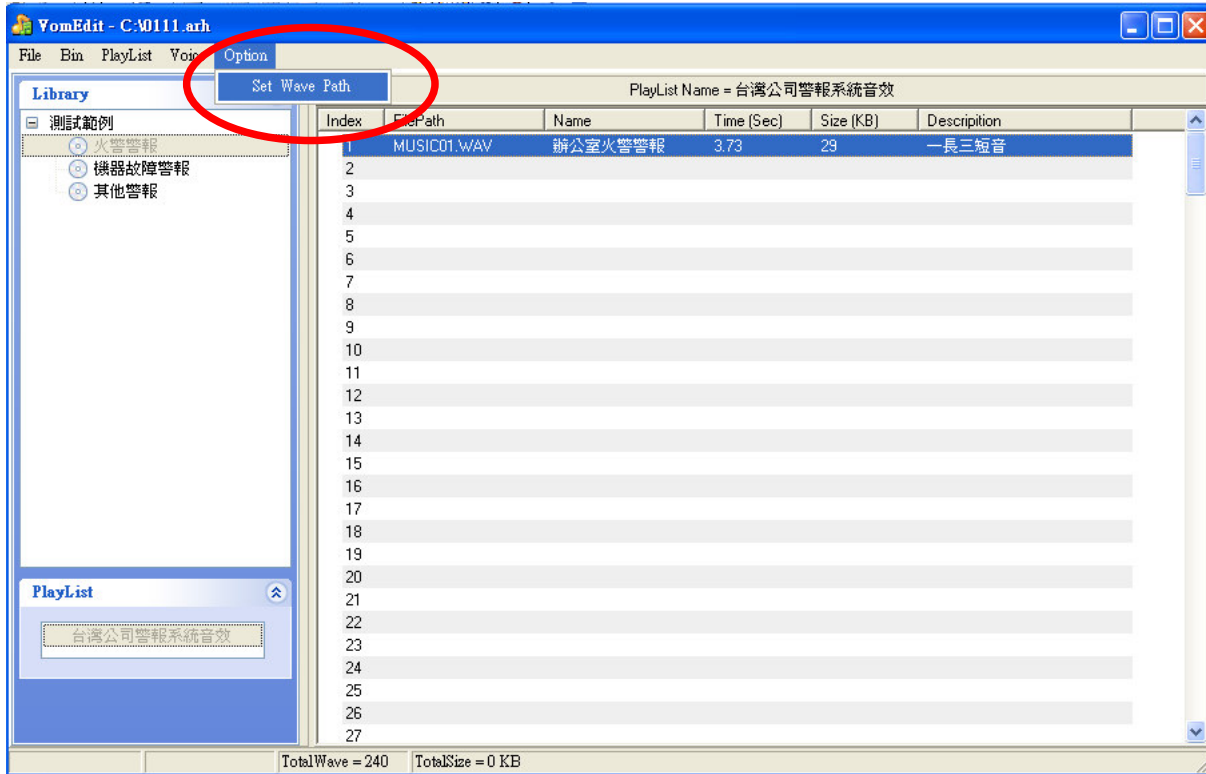 VomEdit - C:\0111.arh
File Bin PlayList Voice Option
Set Wave Path
Library
測試範例
火警警報
機器故障警報
其他警報
PlayList
台灣公司警報系統音效
PlayList Name = 台灣公司警報系統音效
Index FilePath Name Time (Sec) Size (KB) Descripition
1 MUSIC01.WAV 辦公室火警警報 3.73 29 一長三短音
2
3
4
5
6
7
8
9
10
11
12
13
14
15
16
17
18
19
20
21
22
23
24
25
26
27
TotalWave = 240 TotalSize = 0 KB